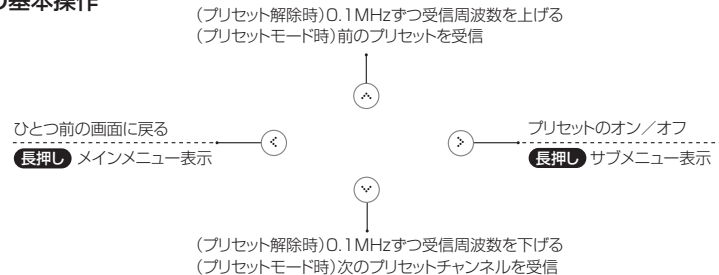 基本操作
(プリセット解除時)0.1MHzずつ受信周波数を上げる
(プリセットモード時)前のプリセットを受信
ひとつ前の画面に戻る
長押し メインメニュー表示
プリセットのオン/オフ
長押し サブメニュー表示
(プリセット解除時)0.1MHzずつ受信周波数を下げる
(プリセットモード時)次のプリセットチャンネルを受信